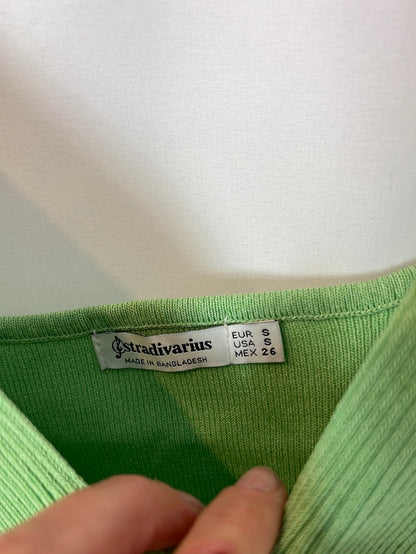 stradivarius
MADE IN BANGLADESH
EUR S
USA S
MEX 26